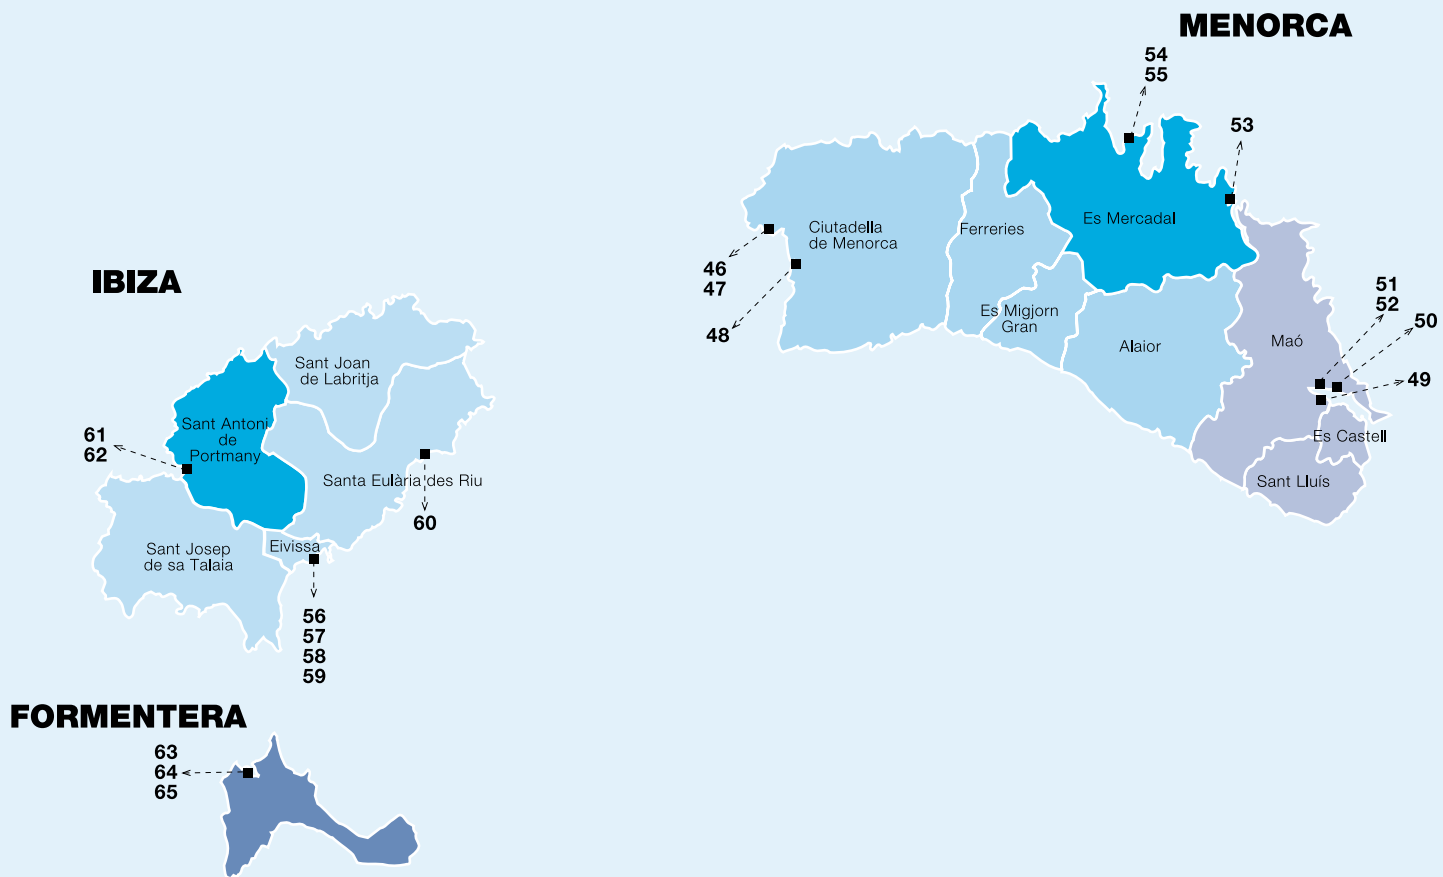 MENORCA
54
55
53
Ciutadella
de Menorca
Ferreries
Es Mercadal
46
47
48
Es Migjorn
Gran
Alaior
Maó
51
52
50
49
Es Castell
Sant Lluís
IBIZA
Sant Joan
de Labritja
Sant Antoni
de
Portmany
61
62
Santa Eulària des Riu
60
Sant Josep
de sa Talaia
Eivissa
56
57
58
59
FORMENTERA
63
64
65